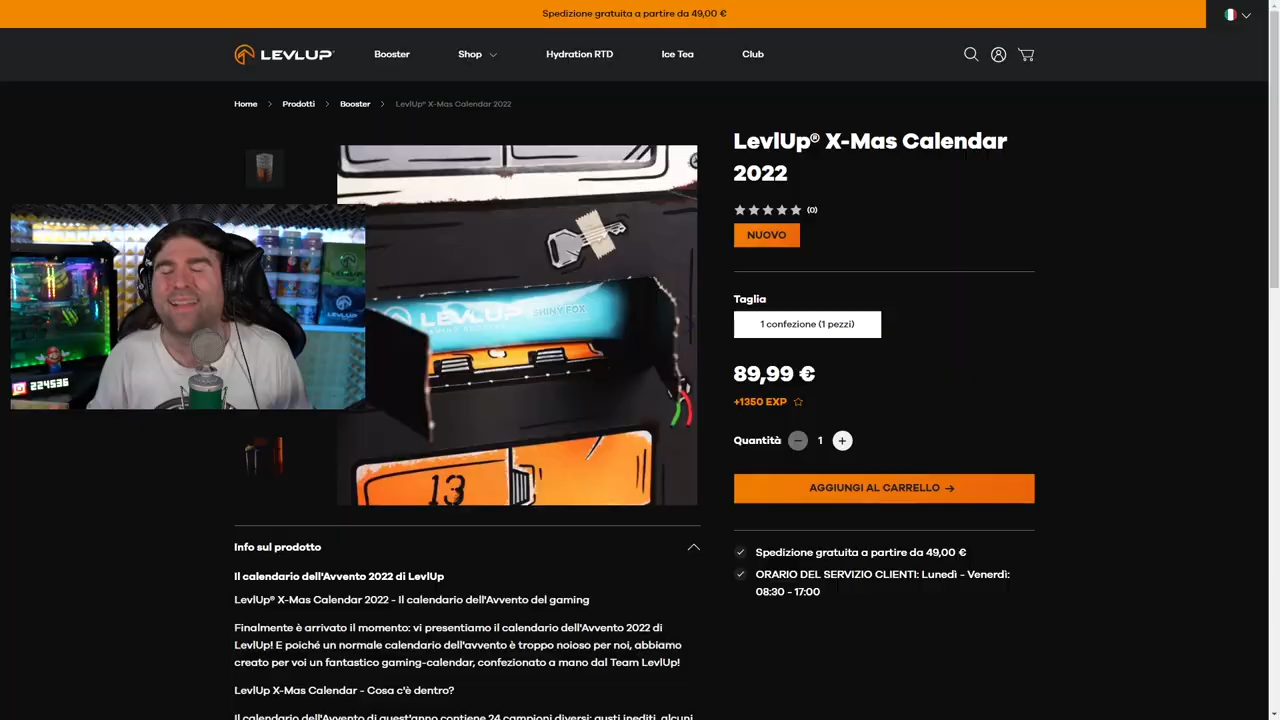 Spedizione gratuita a partire da 49,00 €
LEVLUP
Booster
Shop
Hydration RTD
Ice Tea
Club
Home
Prodotti
Booster
LevlUp® X-Mas Calendar 2022
LevlUp® X-Mas Calendar
2022
(0)
NUOVO
Taglia
1 confezione (1 pezzi)
89,99 €
+1350 EXP
Quantità
1
AGGIUNGI AL CARRELLO
Spedizione gratuita a partire da 49,00 €
ORARIO DEL SERVIZIO CLIENTI: Lunedì - Venerdì:
08:30 - 17:00
LEVLUP
SHINY FOX
13
LEVLUP
224536
Info sul prodotto
Il calendario dell'Avvento 2022 di LevlUp
LevlUp® X-Mas Calendar 2022 - Il calendario dell'Avvento del gaming
Finalmente è arrivato il momento: vi presentiamo il calendario dell'Avvento 2022 di
LevlUp! E poiché un normale calendario dell'avvento è troppo noioso per noi, abbiamo
creato per voi un fantastico gaming-calendar, confezionato a mano dal Team LevlUp!
LevlUp X-Mas Calendar - Cosa c'è dentro?
Il calendario dell'Avvento di quest'anno contiene 24 campioni diversi: gusti inediti, alcuni